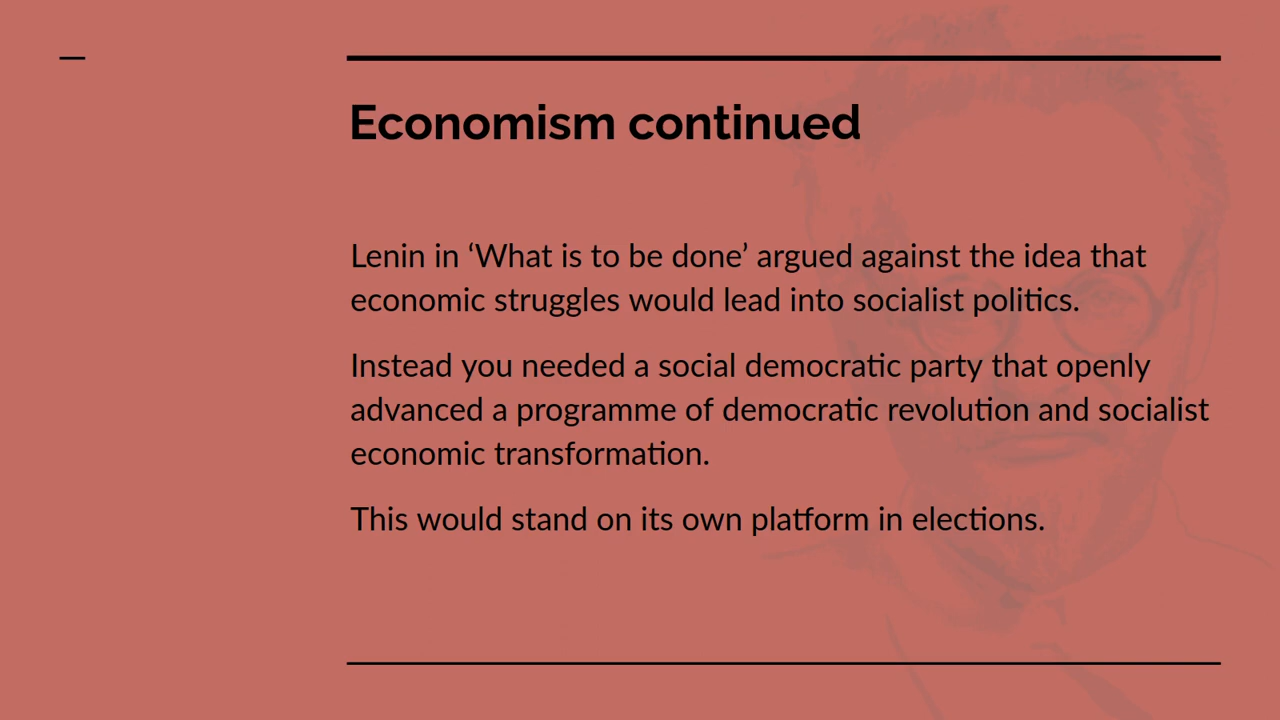 Economism continued
Lenin in ‘What is to be done’ argued against the idea that
economic struggles would lead into socialist politics.
Instead you needed a social democratic party that openly
advanced a programme of democratic revolution and socialist
economic transformation.
This would stand on its own platform in elections.